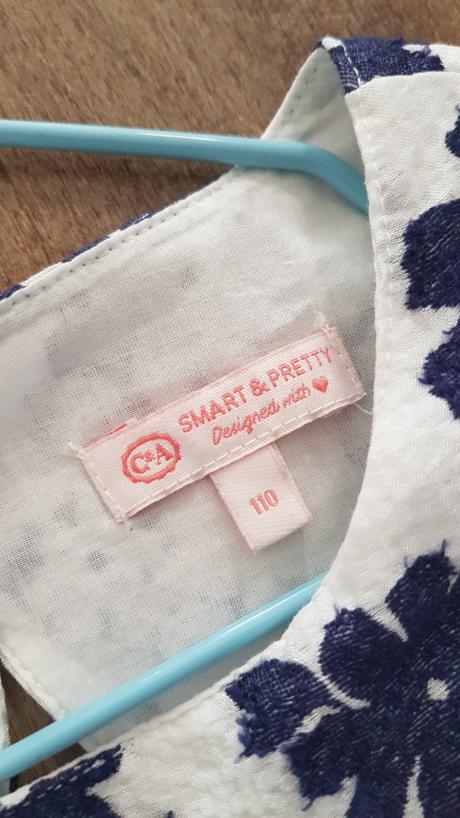 C&A
SMART & PRETTY
Designed with ♥
110